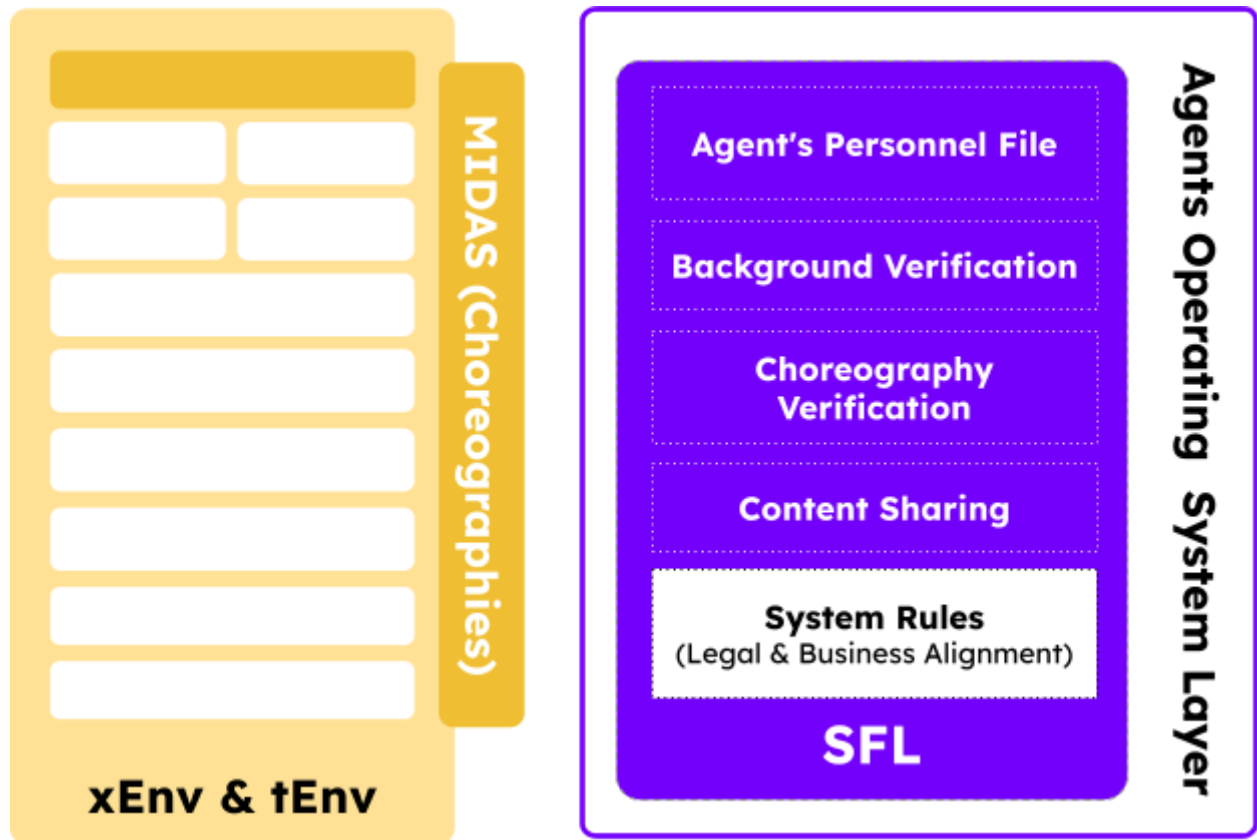 MIDAS (Choreographies)
xEnv & tEnv
Agent's Personnel File
Background Verification
Choreography
Verification
Content Sharing
System Rules
(Legal & Business Alignment)
SFL
Agents Operating System Layer